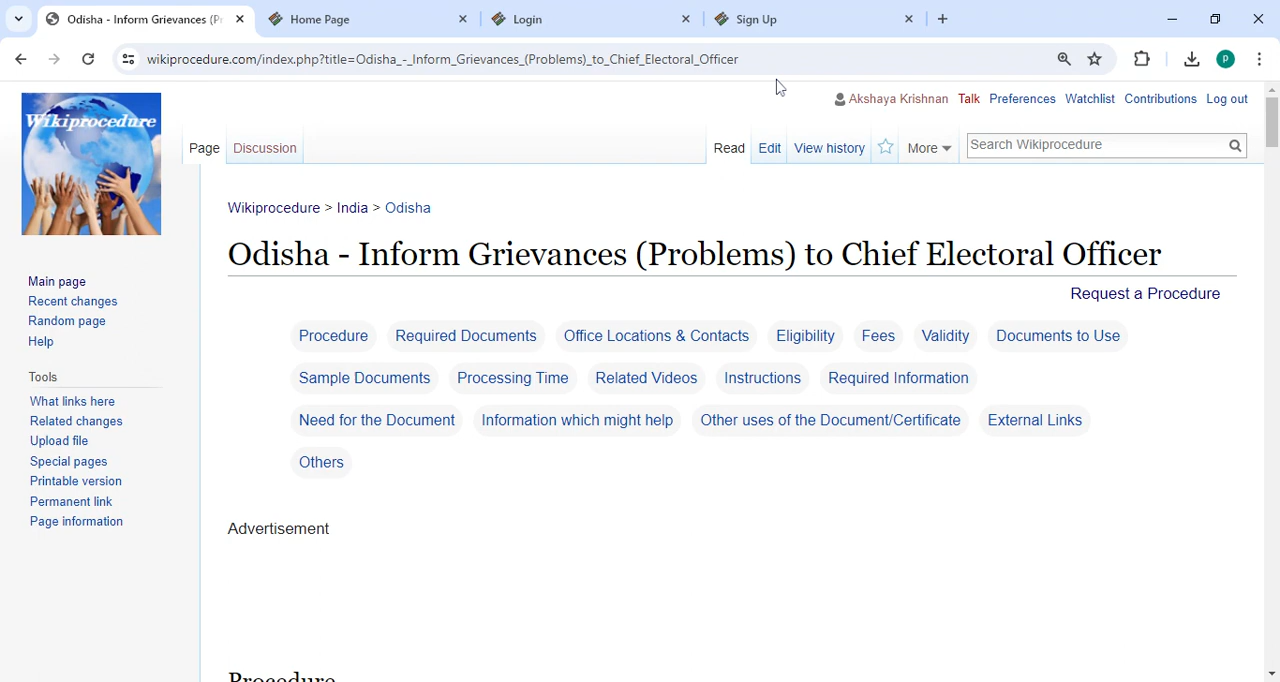 Odisha - Inform Grievances (P
Home Page
Login
Sign Up
wikiprocedure.com/index.php?title=Odisha_-_Inform_Grievances_(Problems)_to_Chief_Electoral_Officer
P
Wikiprocedure
Akshaya Krishnan Talk Preferences Watchlist Contributions Log out
Page Discussion Read Edit View history More Search Wikiprocedure
Wikiprocedure > India > Odisha
Odisha - Inform Grievances (Problems) to Chief Electoral Officer
Request a Procedure
Main page
Recent changes
Random page
Help
Tools
What links here
Related changes
Upload file
Special pages
Printable version
Permanent link
Page information
Procedure Required Documents Office Locations & Contacts Eligibility Fees Validity Documents to Use
Sample Documents Processing Time Related Videos Instructions Required Information
Need for the Document Information which might help Other uses of the Document/Certificate External Links
Others
Advertisement
Procedure